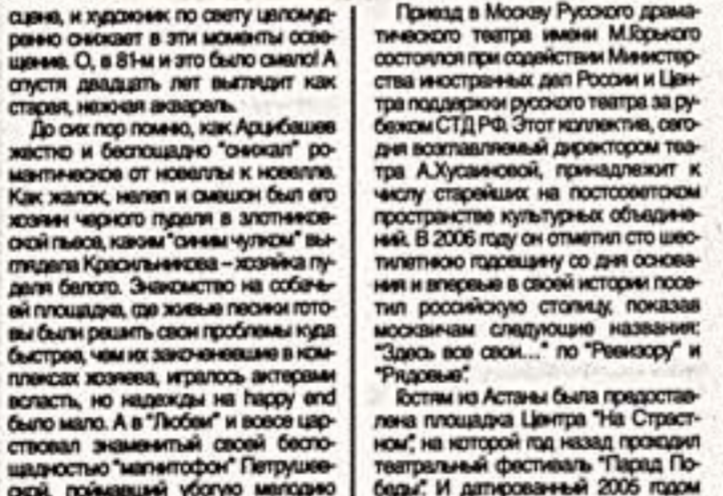 сцене, и художник по свету целомуд-
ренно снижает в эти моменты осве-
щение. О, в 81-м и это было смело! А
спустя двадцать лет выглядит как
старая, нежная акварель.
До сих пор помню, как Арцибашев
жестко и беспощадно "снижал" ро-
мантическое от новеллы к новелле.
Как жалок, нелеп и смешон был его
хозяин черного пуделя в злотников-
ской пьесе, каким "синим чулком" вы-
глядела Красильникова – хозяйка пу-
деля белого. Знакомство на собачь-
ей площадке, где живые песики гото-
вы были решить свои проблемы куда
быстрее, чем их закоченевшие в ком-
плексах хозяева, игралось актерами
всласть, но надежды на happy end
было мало. А в "Любви" и вовсе цар-
ствовал знаменитый своей беспо-
щадностью "магнитофон" Петрушев-
ской, поймавший убогую мелодию
Приезд в Москву Русского драма-
тического театра имени М.Горького
состоялся при содействии Министер-
ства иностранных дел России и Цен-
тра поддержки русского театра за ру-
бежом СТД РФ. Этот коллектив, сего-
дня возглавляемый директором теа-
тра А.Хусаиновой, принадлежит к
числу старейших на постсоветском
пространстве культурных объедине-
ний. В 2006 году он отметил сто шес-
тилетнюю годовщину со дня основа-
ния и впервые в своей истории посе-
тил российскую столицу, показав
москвичам следующие названия:
"Здесь все свои..." по "Ревизору" и
"Рядовые".
Гостям из Астаны была предостав-
лена площадка Центра "На Страст-
ном", на которой год назад проходил
театральный фестиваль "Парад По-
беды". И датированный 2005 годом